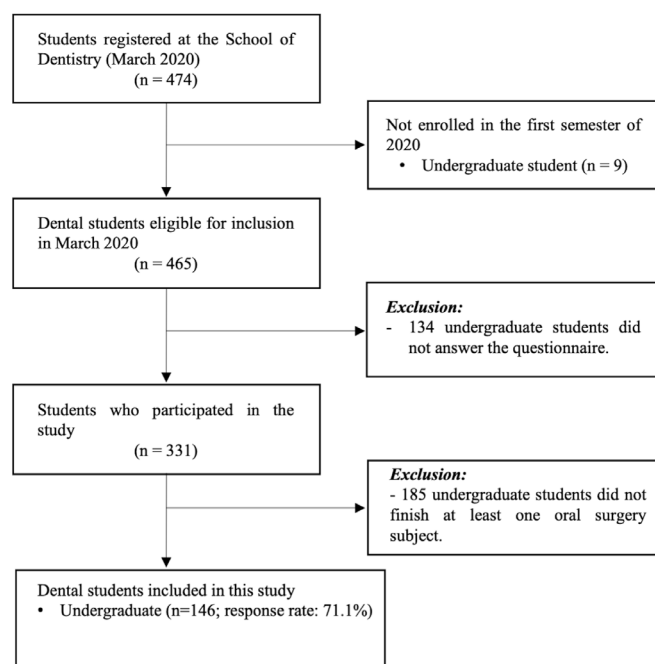 Students registered at the School of
Dentistry (March 2020)
(n = 474)
Not enrolled in the first semester of
2020
• Undergraduate student (n = 9)
Dental students eligible for inclusion
in March 2020
(n = 465)
Exclusion:
- 134 undergraduate students did
not answer the questionnaire.
Students who participated in the
study
(n = 331)
Exclusion:
- 185 undergraduate students did not
finish at least one oral surgery
subject.
Dental students included in this study
• Undergraduate (n=146; response rate: 71.1%)